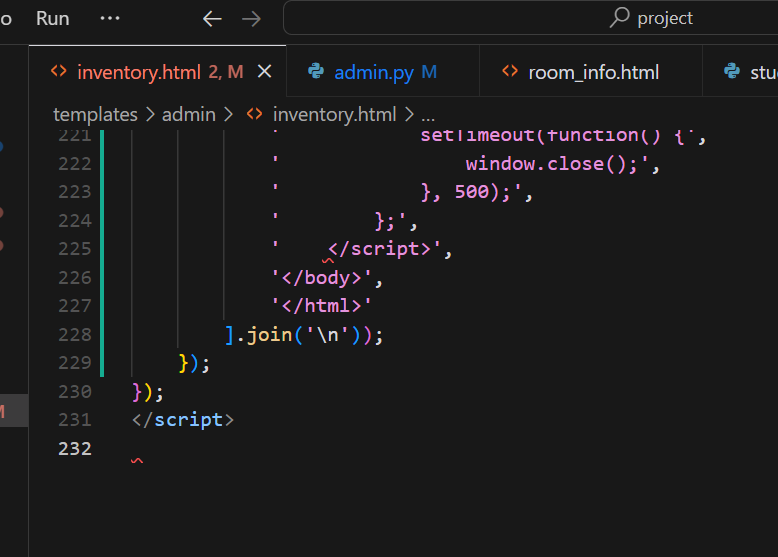 o Run ... ← → project
<> inventory.html 2, M × admin.py M <> room_info.html stu
templates > admin > <> inventory.html > ...
221 ' setTimeout(function() {',
222 ' window.close();',
223 ' }, 500);',
224 ' };',
225 ' </script>',
226 '</body>',
227 '</html>'
228 ].join('\n'));
229 });
230 });
231 </script>
232
M